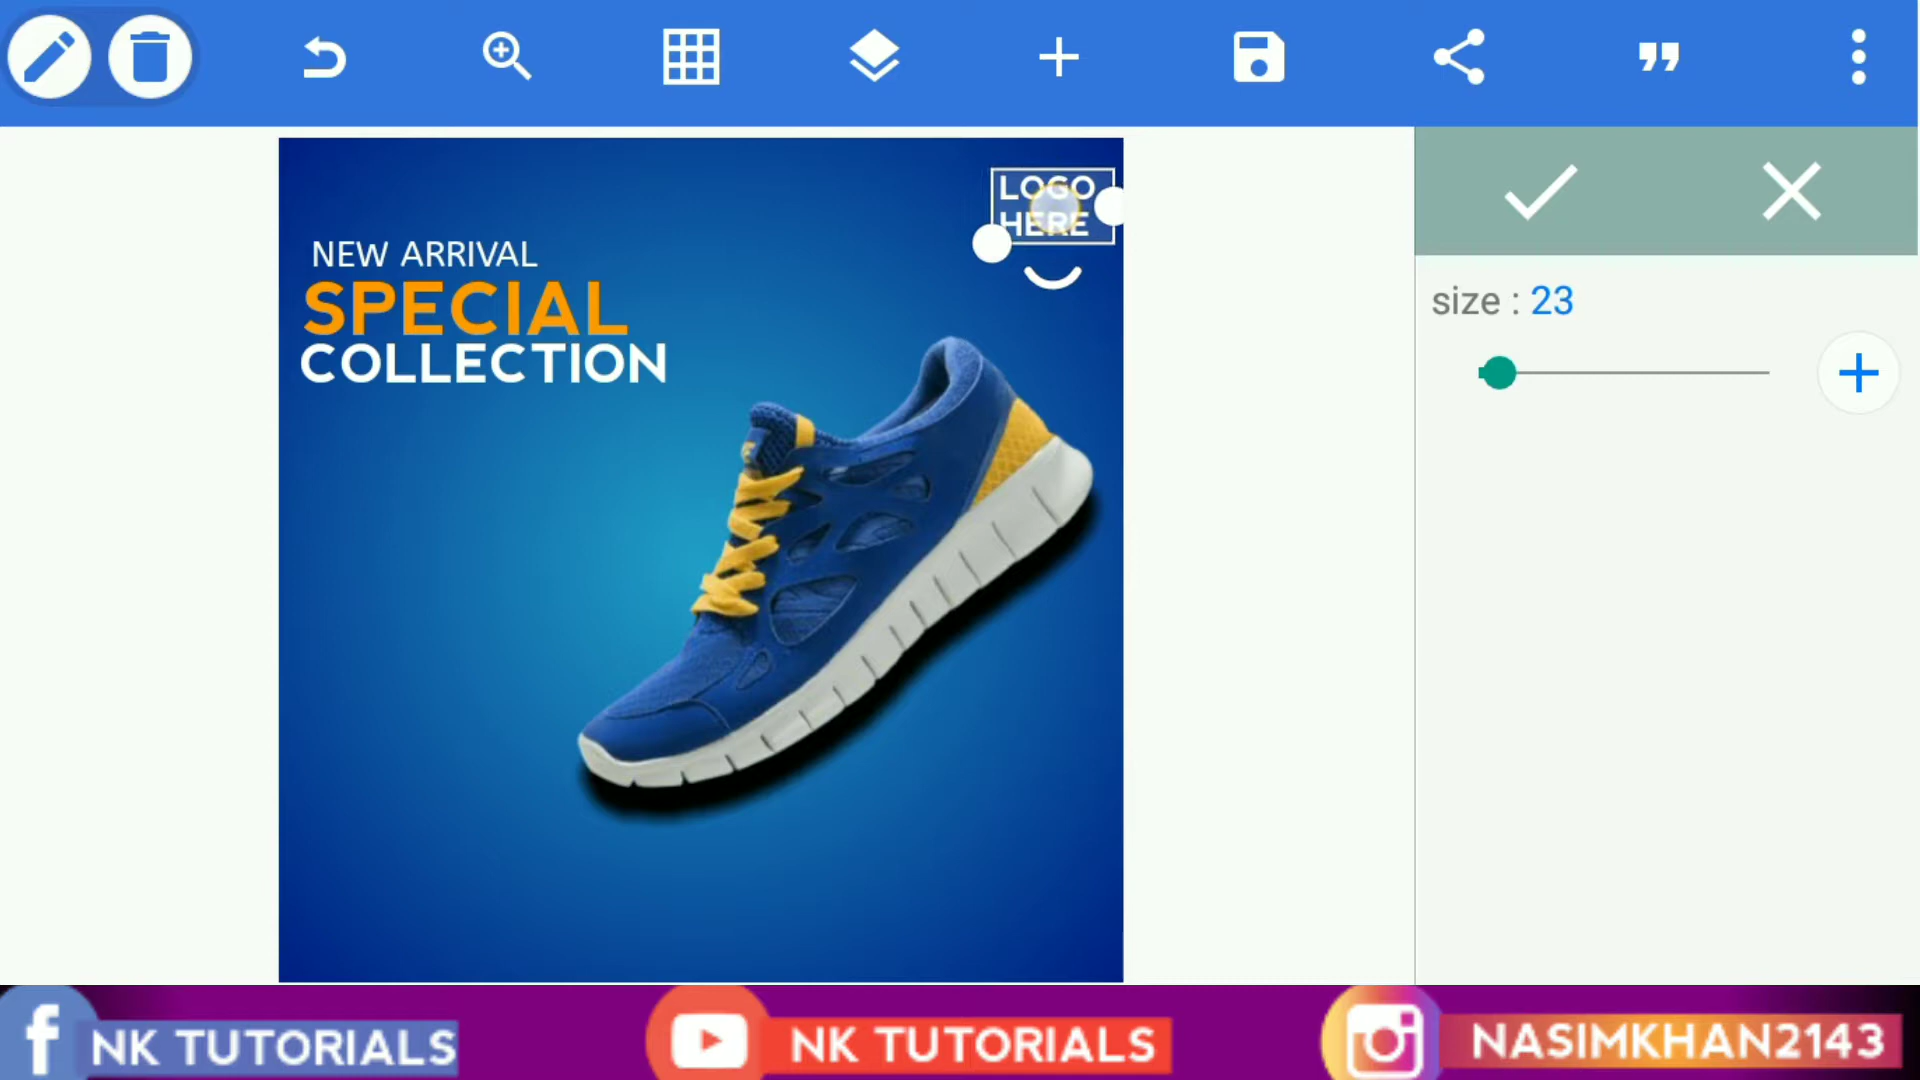 LOGO
HERE
NEW ARRIVAL
SPECIAL
COLLECTION
size : 23
NK TUTORIALS
NK TUTORIALS
NASIMKHAN2143